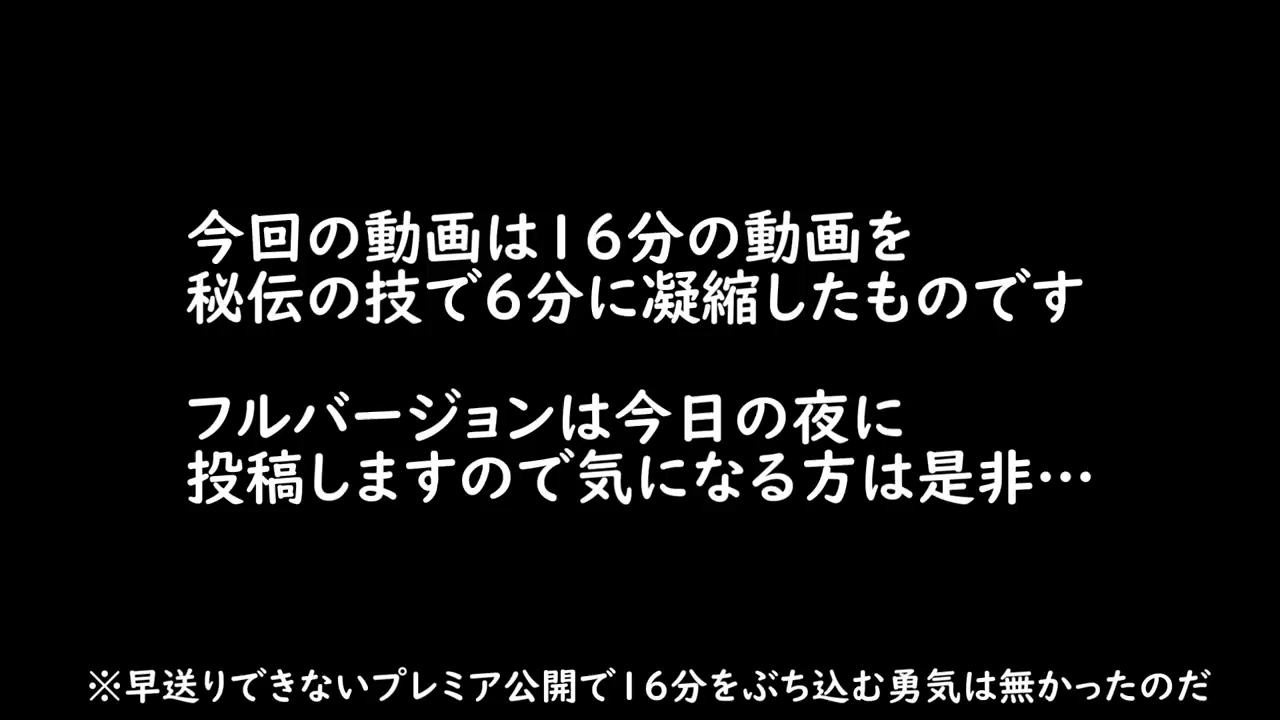 今回の動画は16分の動画を
秘伝の技で6分に凝縮したものです
フルバージョンは今日の夜に
投稿しますので気になる方は是非…
※早送りできないプレミア公開で16分をぶち込む勇気は無かったのだ